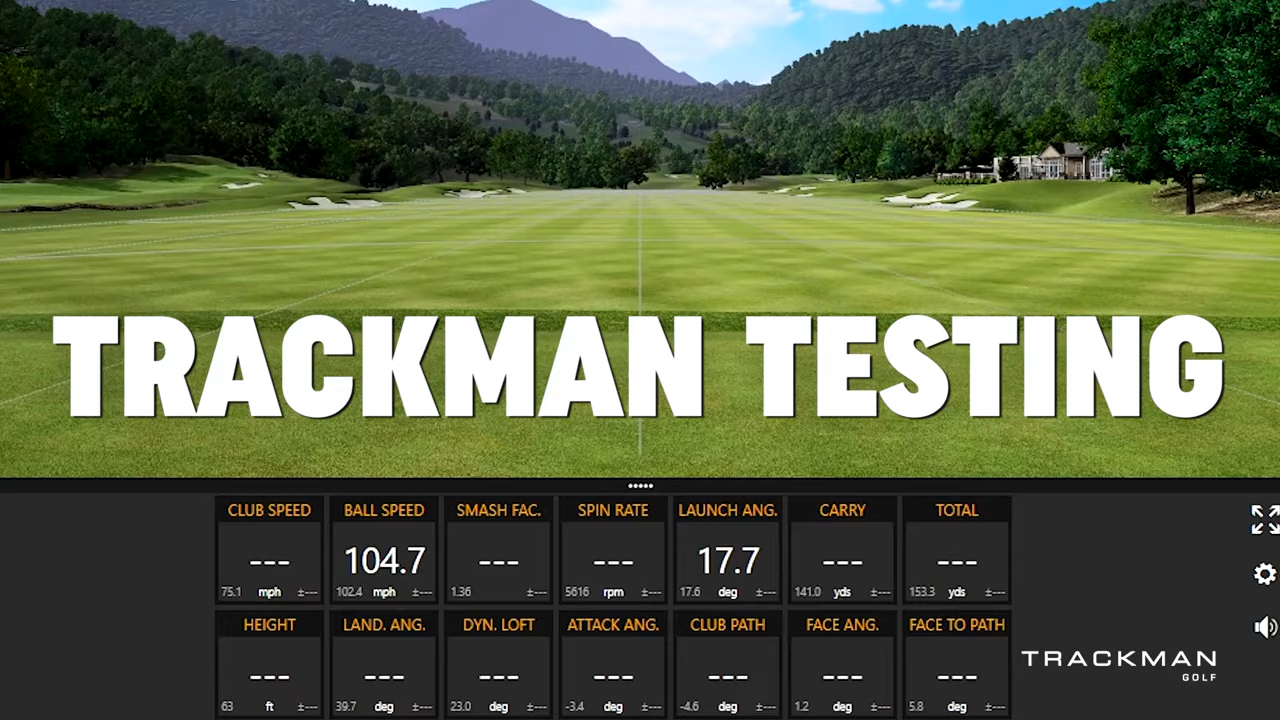 TRACKMAN TESTING
CLUB SPEED BALL SPEED SMASH FAC. SPIN RATE LAUNCH ANG. CARRY TOTAL
--- 104.7 --- --- 17.7 --- ---
75.1 mph ±--- 102.4 mph ±--- 1.36 ±--- 5616 rpm ±--- 17.6 deg ±--- 141.0 yds ±--- 153.3 yds ±---
HEIGHT LAND. ANG. DYN. LOFT ATTACK ANG. CLUB PATH FACE ANG. FACE TO PATH
--- --- --- --- --- --- ---
63 ft ±--- 39.7 deg ±--- 23.0 deg ±--- -3.4 deg ±--- -4.6 deg ±--- 1.2 deg ±--- 5.8 deg ±---
TRACKMAN
GOLF